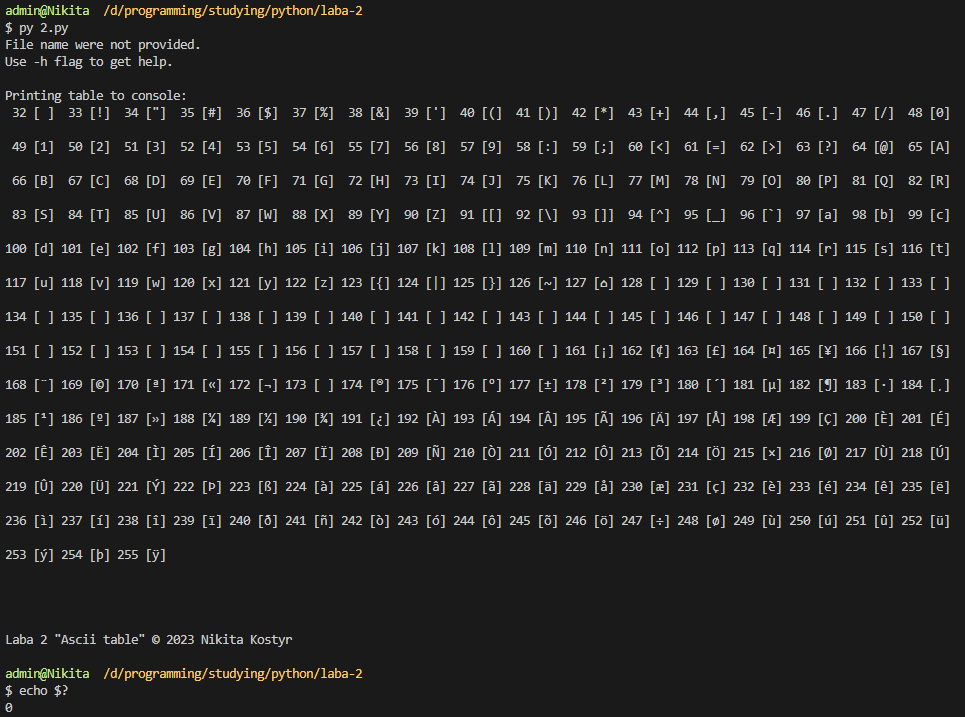 admin@Nikita /d/programming/studying/python/laba-2
$ py 2.py
File name were not provided.
Use -h flag to get help.
Printing table to console:
 32 [ ]  33 [!]  34 ["]  35 [#]  36 [$]  37 [%]  38 [&]  39 [']  40 [(]  41 [)]  42 [*]  43 [+]  44 [,]  45 [-]  46 [.]  47 [/]  48 [0]
 49 [1]  50 [2]  51 [3]  52 [4]  53 [5]  54 [6]  55 [7]  56 [8]  57 [9]  58 [:]  59 [;]  60 [<]  61 [=]  62 [>]  63 [?]  64 [@]  65 [A]
 66 [B]  67 [C]  68 [D]  69 [E]  70 [F]  71 [G]  72 [H]  73 [I]  74 [J]  75 [K]  76 [L]  77 [M]  78 [N]  79 [O]  80 [P]  81 [Q]  82 [R]
 83 [S]  84 [T]  85 [U]  86 [V]  87 [W]  88 [X]  89 [Y]  90 [Z]  91 [[]  92 [\]  93 []]  94 [^]  95 [_]  96 [`]  97 [a]  98 [b]  99 [c]
100 [d] 101 [e] 102 [f] 103 [g] 104 [h] 105 [i] 106 [j] 107 [k] 108 [l] 109 [m] 110 [n] 111 [o] 112 [p] 113 [q] 114 [r] 115 [s] 116 [t]
117 [u] 118 [v] 119 [w] 120 [x] 121 [y] 122 [z] 123 [{] 124 [|] 125 [}] 126 [~] 127 [⌂] 128 [ ] 129 [ ] 130 [ ] 131 [ ] 132 [ ] 133 [ ]
134 [ ] 135 [ ] 136 [ ] 137 [ ] 138 [ ] 139 [ ] 140 [ ] 141 [ ] 142 [ ] 143 [ ] 144 [ ] 145 [ ] 146 [ ] 147 [ ] 148 [ ] 149 [ ] 150 [ ]
151 [ ] 152 [ ] 153 [ ] 154 [ ] 155 [ ] 156 [ ] 157 [ ] 158 [ ] 159 [ ] 160 [ ] 161 [¡] 162 [¢] 163 [£] 164 [¤] 165 [¥] 166 [¦] 167 [§]
168 [¨] 169 [©] 170 [ª] 171 [«] 172 [¬] 173 [ ] 174 [®] 175 [¯] 176 [°] 177 [±] 178 [²] 179 [³] 180 [´] 181 [µ] 182 [¶] 183 [·] 184 [¸]
185 [¹] 186 [º] 187 [»] 188 [¼] 189 [½] 190 [¾] 191 [¿] 192 [À] 193 [Á] 194 [Â] 195 [Ã] 196 [Ä] 197 [Å] 198 [Æ] 199 [Ç] 200 [È] 201 [É]
202 [Ê] 203 [Ë] 204 [Ì] 205 [Í] 206 [Î] 207 [Ï] 208 [Ð] 209 [Ñ] 210 [Ò] 211 [Ó] 212 [Ô] 213 [Õ] 214 [Ö] 215 [×] 216 [Ø] 217 [Ù] 218 [Ú]
219 [Û] 220 [Ü] 221 [Ý] 222 [Þ] 223 [ß] 224 [à] 225 [á] 226 [â] 227 [ã] 228 [ä] 229 [å] 230 [æ] 231 [ç] 232 [è] 233 [é] 234 [ê] 235 [ë]
236 [ì] 237 [í] 238 [î] 239 [ï] 240 [ð] 241 [ñ] 242 [ò] 243 [ó] 244 [ô] 245 [õ] 246 [ö] 247 [÷] 248 [ø] 249 [ù] 250 [ú] 251 [û] 252 [ü]
253 [ý] 254 [þ] 255 [ÿ]
Laba 2 "Ascii table" © 2023 Nikita Kostyr
admin@Nikita /d/programming/studying/python/laba-2
$ echo $?
0